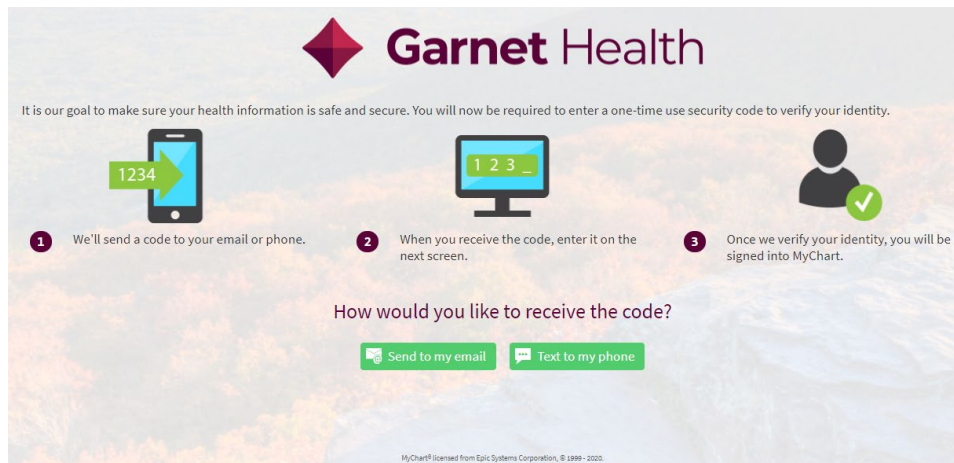 Garnet Health
It is our goal to make sure your health information is safe and secure. You will now be required to enter a one-time use security code to verify your identity.
1234
1 2 3 _
1
We'll send a code to your email or phone.
2
When you receive the code, enter it on the
next screen.
3
Once we verify your identity, you will be
signed into MyChart.
How would you like to receive the code?
Send to my email
Text to my phone
MyChart® licensed from Epic Systems Corporation, © 1999 - 2020.